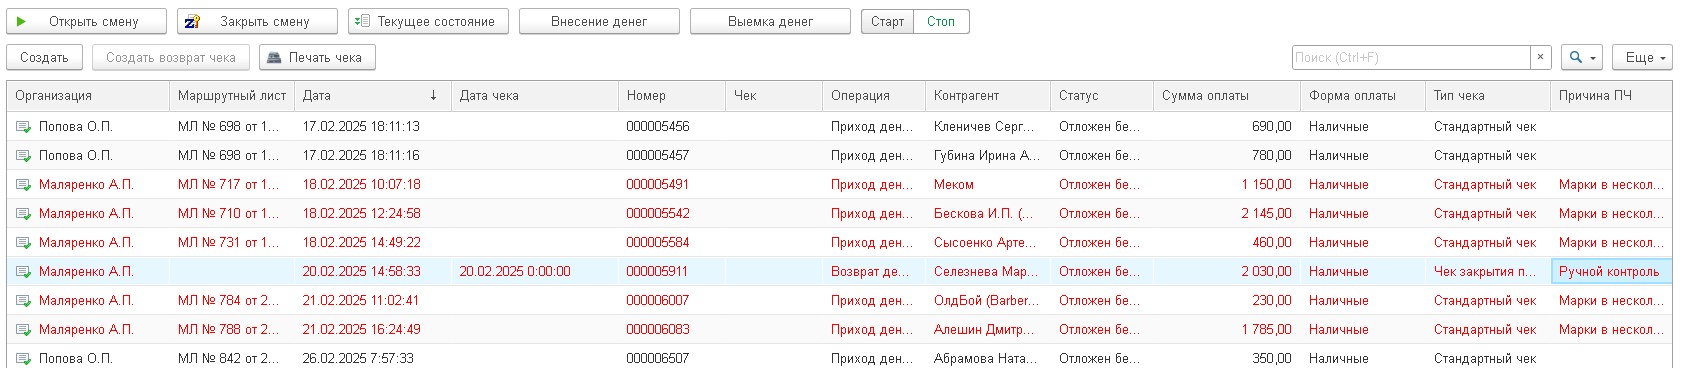 Открыть смену Закрыть смену Текущее состояние Внесение денег Выемка денег Старт Стоп
Создать Создать возврат чека Печать чека Поиск (Ctrl+F) × Еще
Организация Маршрутный лист Дата ↓ Дата чека Номер Чек Операция Контрагент Статус Сумма оплаты Форма оплаты Тип чека Причина ПЧ
Попова О.П. МЛ № 698 от 1... 17.02.2025 18:11:13 000005456 Приход ден... Кленичев Серг... Отложен бе... 690,00 Наличные Стандартный чек
Попова О.П. МЛ № 698 от 1... 17.02.2025 18:11:16 000005457 Приход ден... Губина Ирина А... Отложен бе... 780,00 Наличные Стандартный чек
Маляренко А.П. МЛ № 717 от 1... 18.02.2025 10:07:18 000005491 Приход ден... Меком Отложен бе... 1 150,00 Наличные Стандартный чек Марки в нескол...
Маляренко А.П. МЛ № 710 от 1... 18.02.2025 12:24:58 000005542 Приход ден... Бескова И.П. (... Отложен бе... 2 145,00 Наличные Стандартный чек Марки в нескол...
Маляренко А.П. МЛ № 731 от 1... 18.02.2025 14:49:22 000005584 Приход ден... Сысоенко Арте... Отложен бе... 460,00 Наличные Стандартный чек Марки в нескол...
Маляренко А.П. 20.02.2025 14:58:33 20.02.2025 0:00:00 000005911 Возврат де... Селезнева Мар... Отложен бе... 2 030,00 Наличные Чек закрытия п... Ручной контроль
Маляренко А.П. МЛ № 784 от 2... 21.02.2025 11:02:41 000006007 Приход ден... ОлдБой (Barber... Отложен бе... 230,00 Наличные Стандартный чек Марки в нескол...
Маляренко А.П. МЛ № 788 от 2... 21.02.2025 16:24:49 000006083 Приход ден... Алешин Дмитр... Отложен бе... 1 785,00 Наличные Стандартный чек Марки в нескол...
Попова О.П. МЛ № 842 от 2... 26.02.2025 7:57:33 000006507 Приход ден... Абрамова Ната... Отложен бе... 350,00 Наличные Стандартный чек